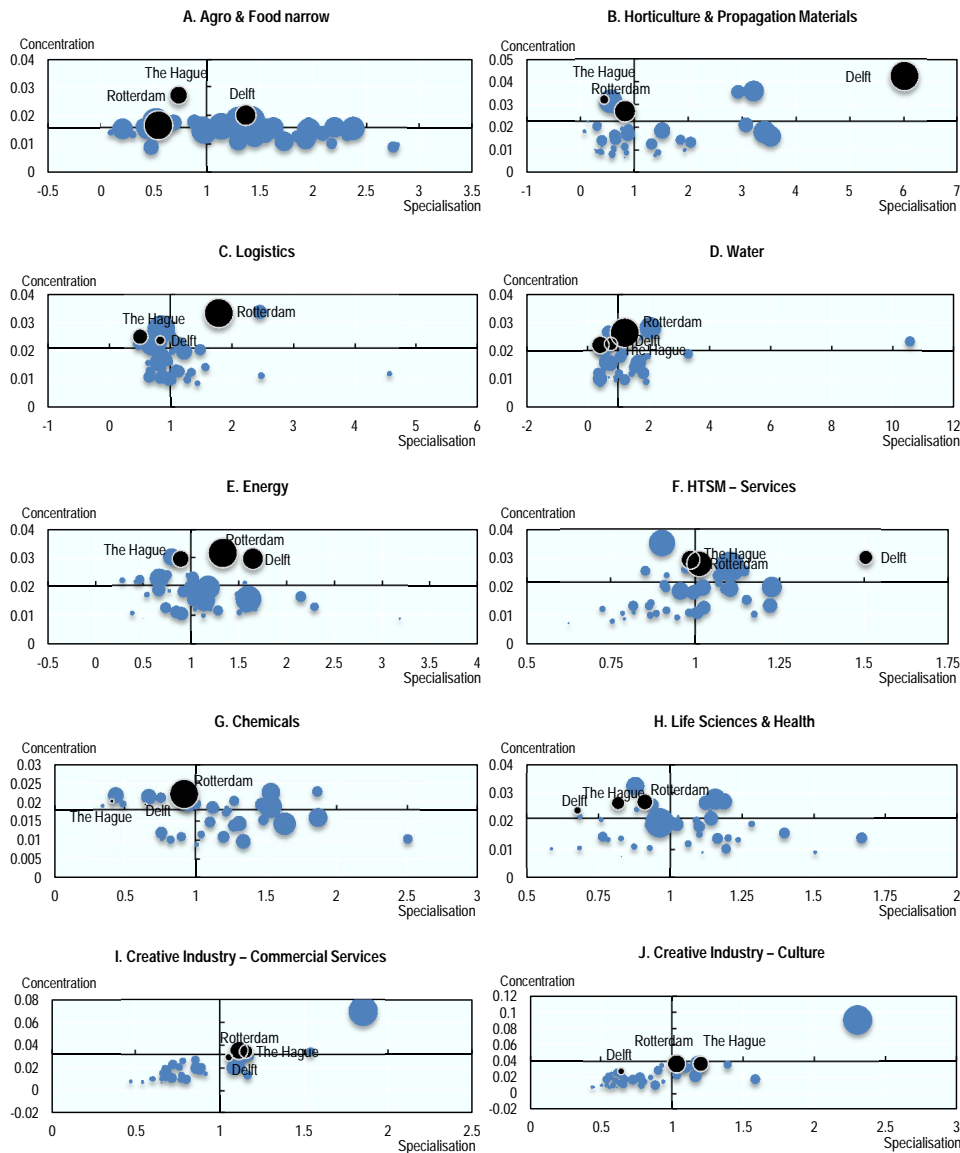 A. Agro & Food narrow
Concentration
0.04
0.03
0.02
0.01
0
The Hague
Rotterdam
Delft
-0.5 0 0.5 1 1.5 2 2.5 3 3.5
Specialisation
B. Horticulture & Propagation Materials
Concentration
0.05
0.04
0.03
0.02
0.01
0
The Hague
Rotterdam
Delft
-1 0 1 2 3 4 5 6 7
Specialisation
C. Logistics
Concentration
0.04
0.03
0.02
0.01
0
The Hague
Rotterdam
Delft
-1 0 1 2 3 4 5 6
Specialisation
D. Water
Concentration
0.04
0.03
0.02
0.01
0
Rotterdam
Delft
The Hague
-2 0 2 4 6 8 10 12
Specialisation
E. Energy
Concentration
0.04
0.03
0.02
0.01
0
Rotterdam
The Hague
Delft
-0.5 0 0.5 1 1.5 2 2.5 3 3.5 4
Specialisation
F. HTSM – Services
Concentration
0.04
0.03
0.02
0.01
0
The Hague
Rotterdam
Delft
0.5 0.75 1 1.25 1.5 1.75
Specialisation
G. Chemicals
Concentration
0.03
0.025
0.02
0.015
0.01
0.005
0
Rotterdam
Delft
The Hague
0 0.5 1 1.5 2 2.5 3
Specialisation
H. Life Sciences & Health
Concentration
0.04
0.03
0.02
0.01
0
Delft
The Hague
Rotterdam
0.5 0.75 1 1.25 1.5 1.75 2
Specialisation
I. Creative Industry – Commercial Services
Concentration
0.08
0.06
0.04
0.02
0
-0.02
Rotterdam
The Hague
Delft
0 0.5 1 1.5 2 2.5
Specialisation
J. Creative Industry – Culture
Concentration
0.12
0.1
0.08
0.06
0.04
0.02
0
-0.02
Rotterdam
The Hague
Delft
0 0.5 1 1.5 2 2.5 3
Specialisation